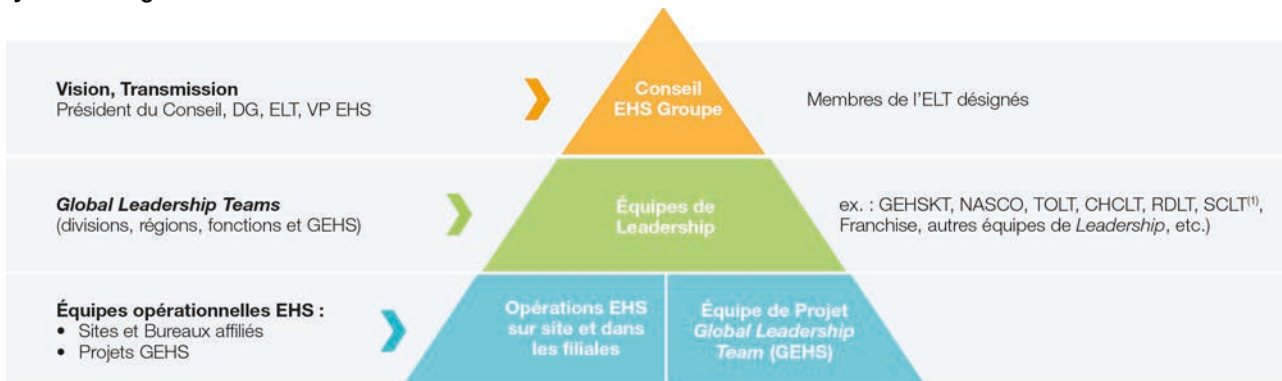 Vision, Transmission
Président du Conseil, DG, ELT, VP EHS
Conseil
EHS Groupe
Membres de l'ELT désignés
Global Leadership Teams
(divisions, régions, fonctions et GEHS)
Équipes de
Leadership
ex. : GEHSKT, NASCO, TOLT, CHCLT, RDLT, SCLT(1),
Franchise, autres équipes de Leadership, etc.)
Équipes opérationnelles EHS :
• Sites et Bureaux affiliés
• Projets GEHS
Opérations EHS
sur site et dans
les filiales
Équipe de Projet
Global Leadership
Team (GEHS)